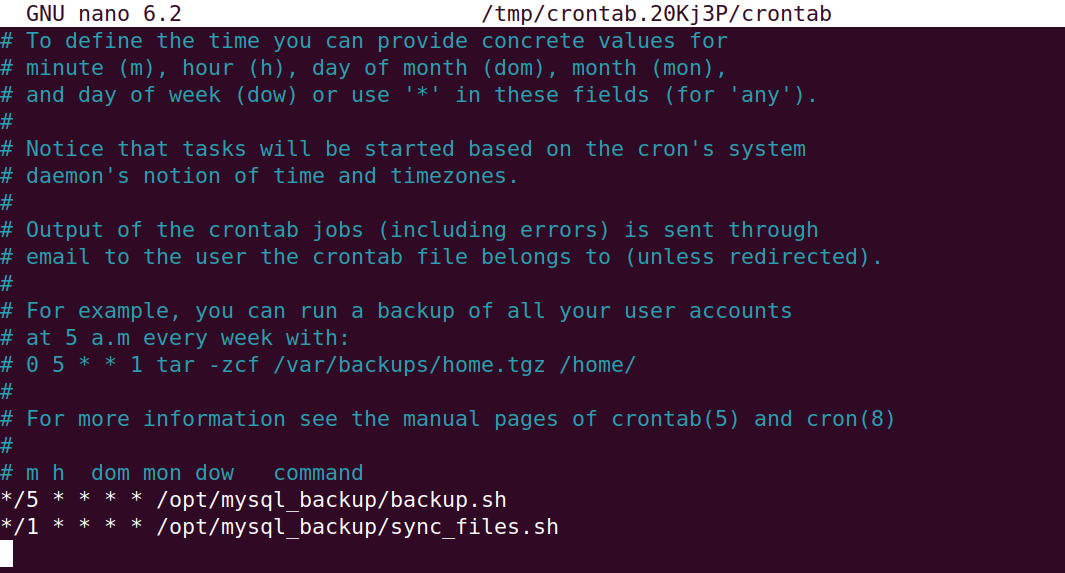 GNU nano 6.2 /tmp/crontab.20Kj3P/crontab
# To define the time you can provide concrete values for
# minute (m), hour (h), day of month (dom), month (mon),
# and day of week (dow) or use '*' in these fields (for 'any').
#
# Notice that tasks will be started based on the cron's system
# daemon's notion of time and timezones.
#
# Output of the crontab jobs (including errors) is sent through
# email to the user the crontab file belongs to (unless redirected).
#
# For example, you can run a backup of all your user accounts
# at 5 a.m every week with:
# 0 5 * * 1 tar -zcf /var/backups/home.tgz /home/
#
# For more information see the manual pages of crontab(5) and cron(8)
#
# m h  dom mon dow   command
*/5 * * * * /opt/mysql_backup/backup.sh
*/1 * * * * /opt/mysql_backup/sync_files.sh